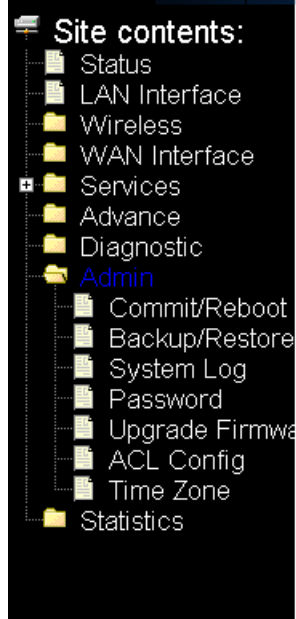 Site contents:
Status
LAN Interface
Wireless
WAN Interface
Services
Advance
Diagnostic
Admin
Commit/Reboot
Backup/Restore
System Log
Password
Upgrade Firmwa
ACL Config
Time Zone
Statistics